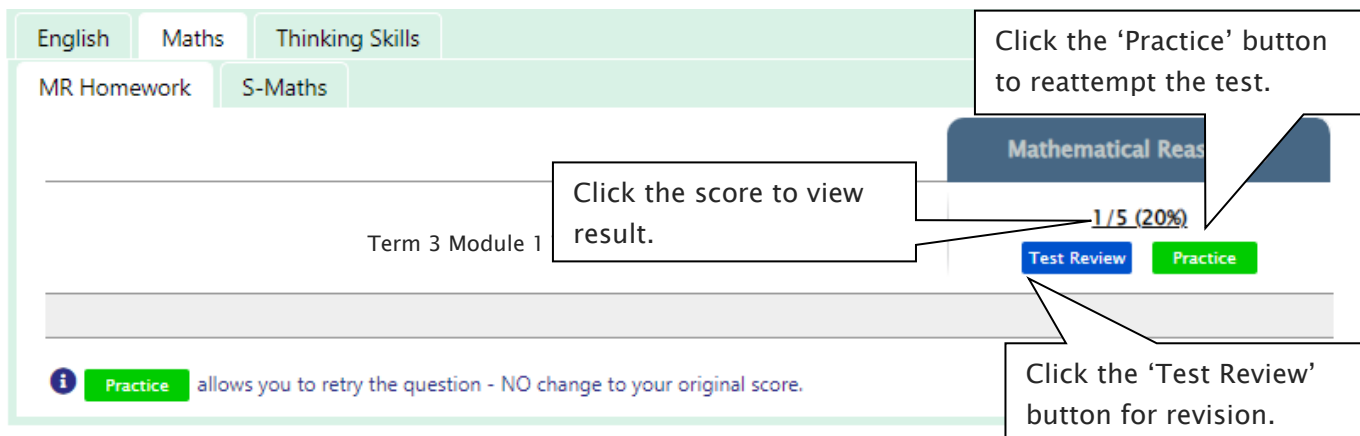 English Maths Thinking Skills
Click the ‘Practice’ button
to reattempt the test.
MR Homework S-Maths
Mathematical Reas
Click the score to view
result.
1/5 (20%)
Term 3 Module 1
Test Review Practice
Practice allows you to retry the question - NO change to your original score.
Click the ‘Test Review’
button for revision.